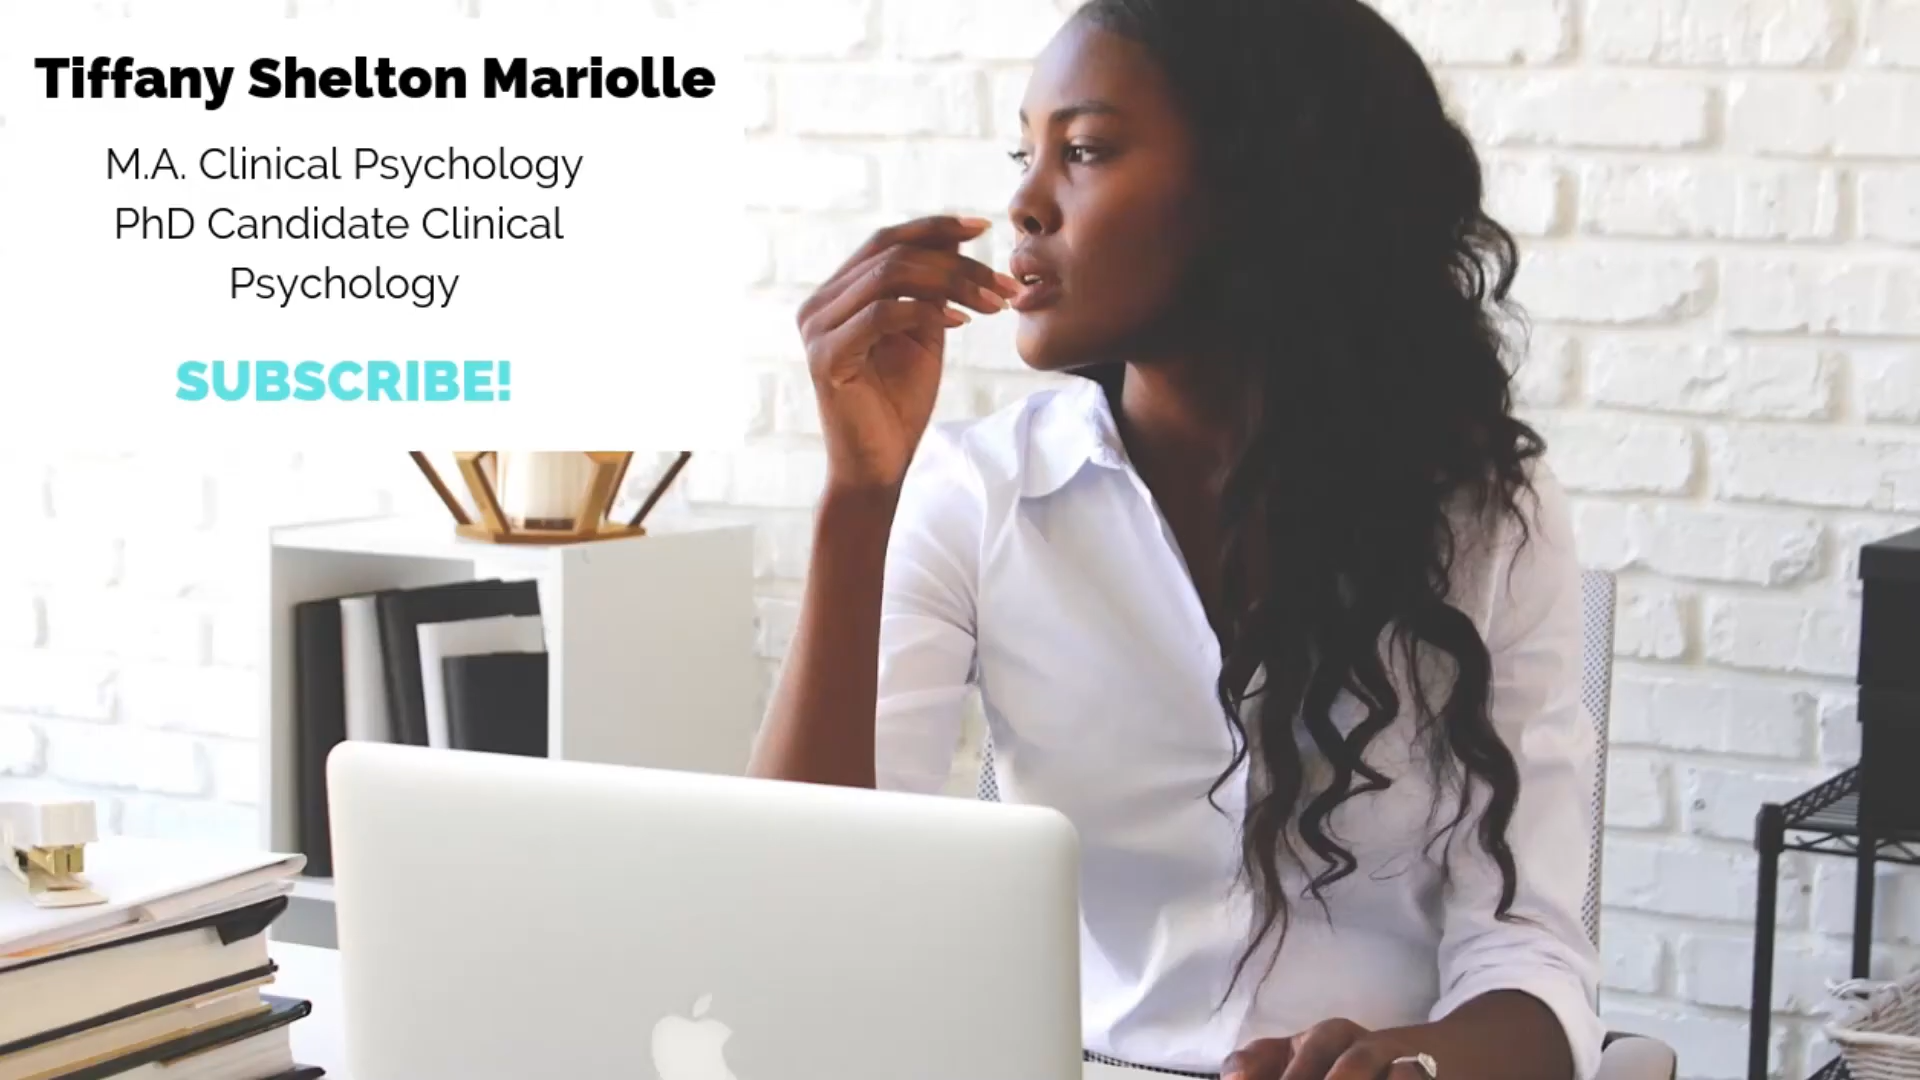 Tiffany Shelton Mariolle
M.A. Clinical Psychology
PhD Candidate Clinical
Psychology
SUBSCRIBE!